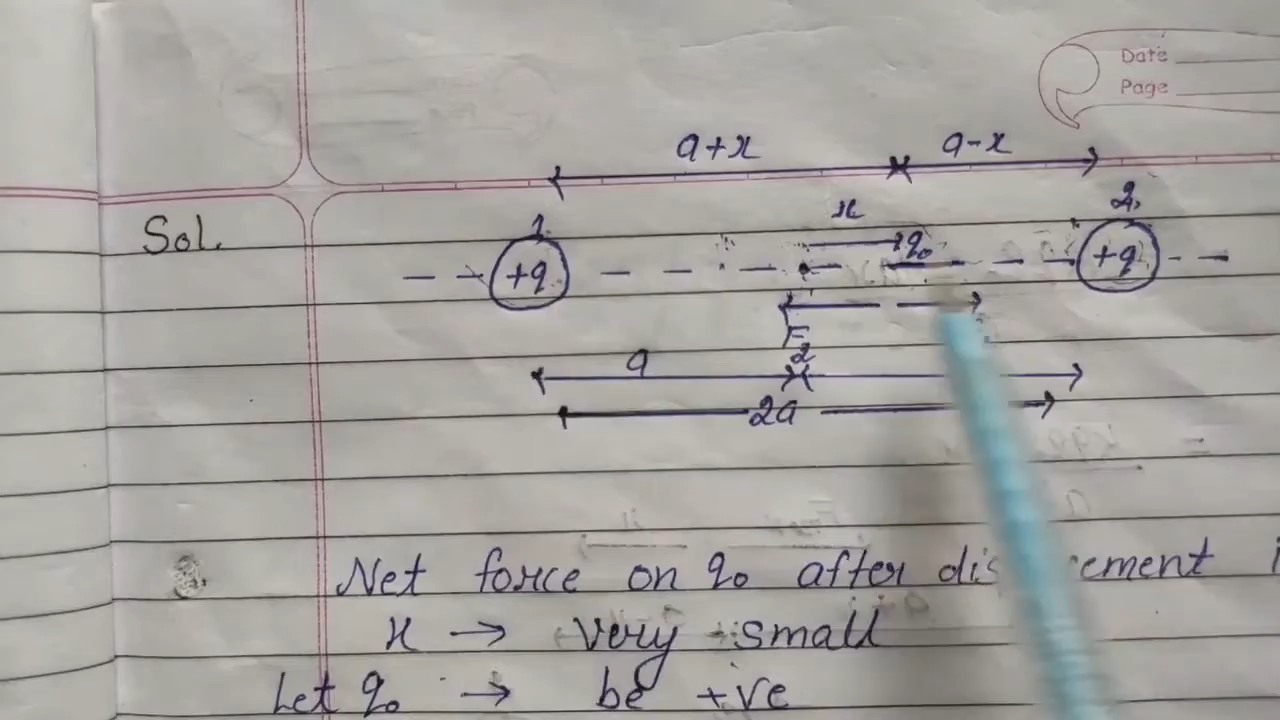 Date
Page
a+x a-x
Sol. 1. x 2.
+q q₀ +q
F₂
a
2a
Net force on q₀ after
x → very small
Let q₀ → be +ve